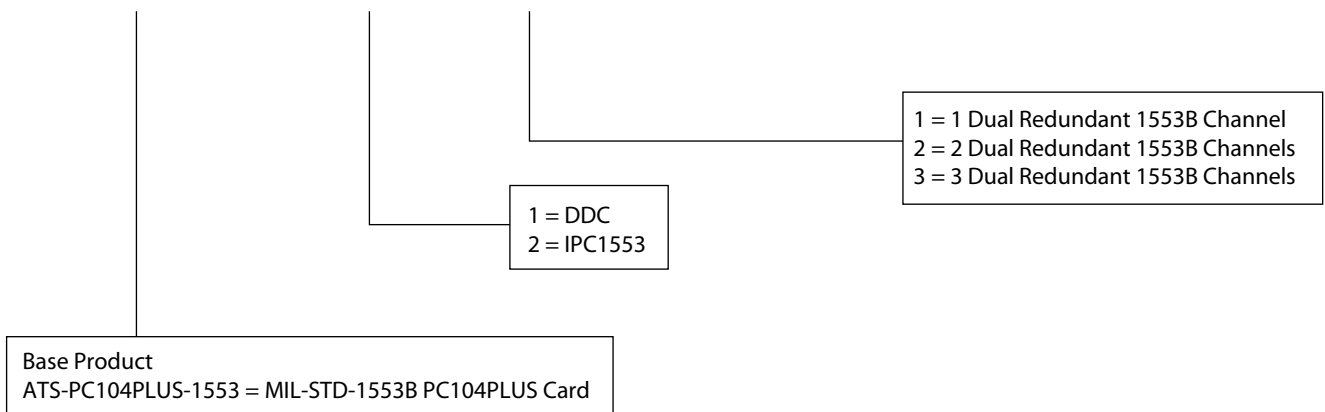 1 = 1 Dual Redundant 1553B Channel
2 = 2 Dual Redundant 1553B Channels
3 = 3 Dual Redundant 1553B Channels
1 = DDC
2 = IPC1553
Base Product
ATS-PC104PLUS-1553 = MIL-STD-1553B PC104PLUS Card